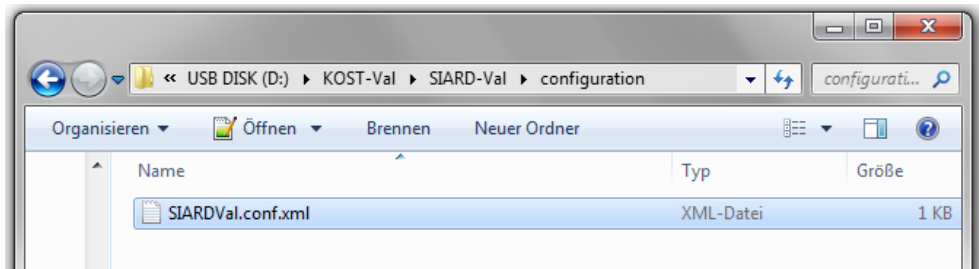 « USB DISK (D:) ▸ KOST-Val ▸ SIARD-Val ▸ configuration
configurati...
Organisieren Öffnen Brennen Neuer Ordner
Name Typ Größe
SIARDVal.conf.xml XML-Datei 1 KB